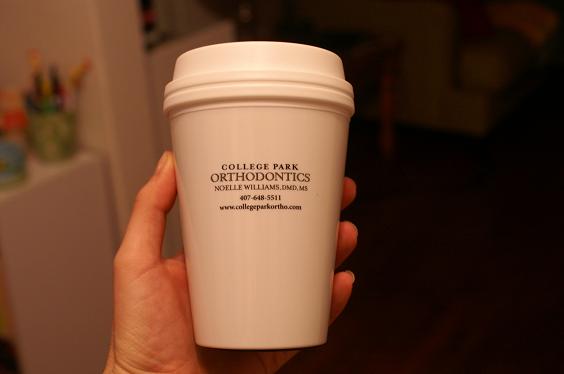 COLLEGE PARK
ORTHODONTICS
NOELLE WILLIAMS, DMD, MS
407-648-5511
www.collegeparkortho.com